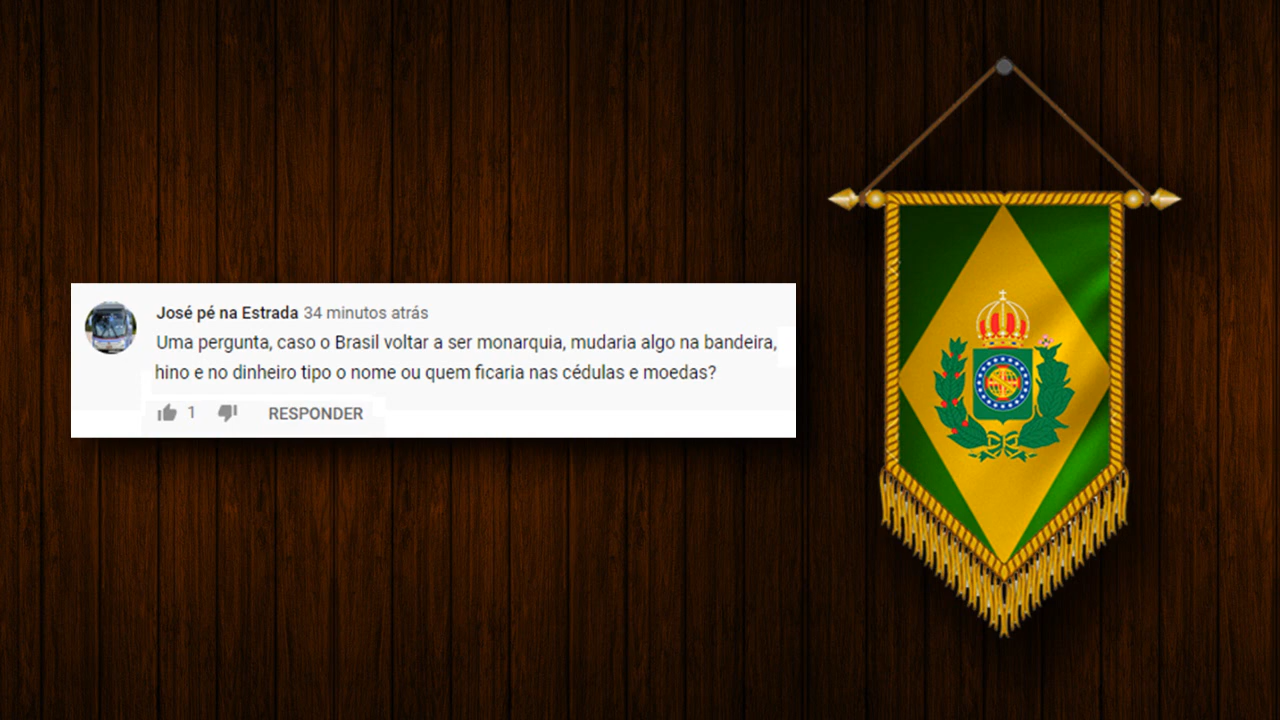 José pé na Estrada 34 minutos atrás
Uma pergunta, caso o Brasil voltar a ser monarquia, mudaria algo na bandeira,
hino e no dinheiro tipo o nome ou quem ficaria nas cédulas e moedas?
1 RESPONDER